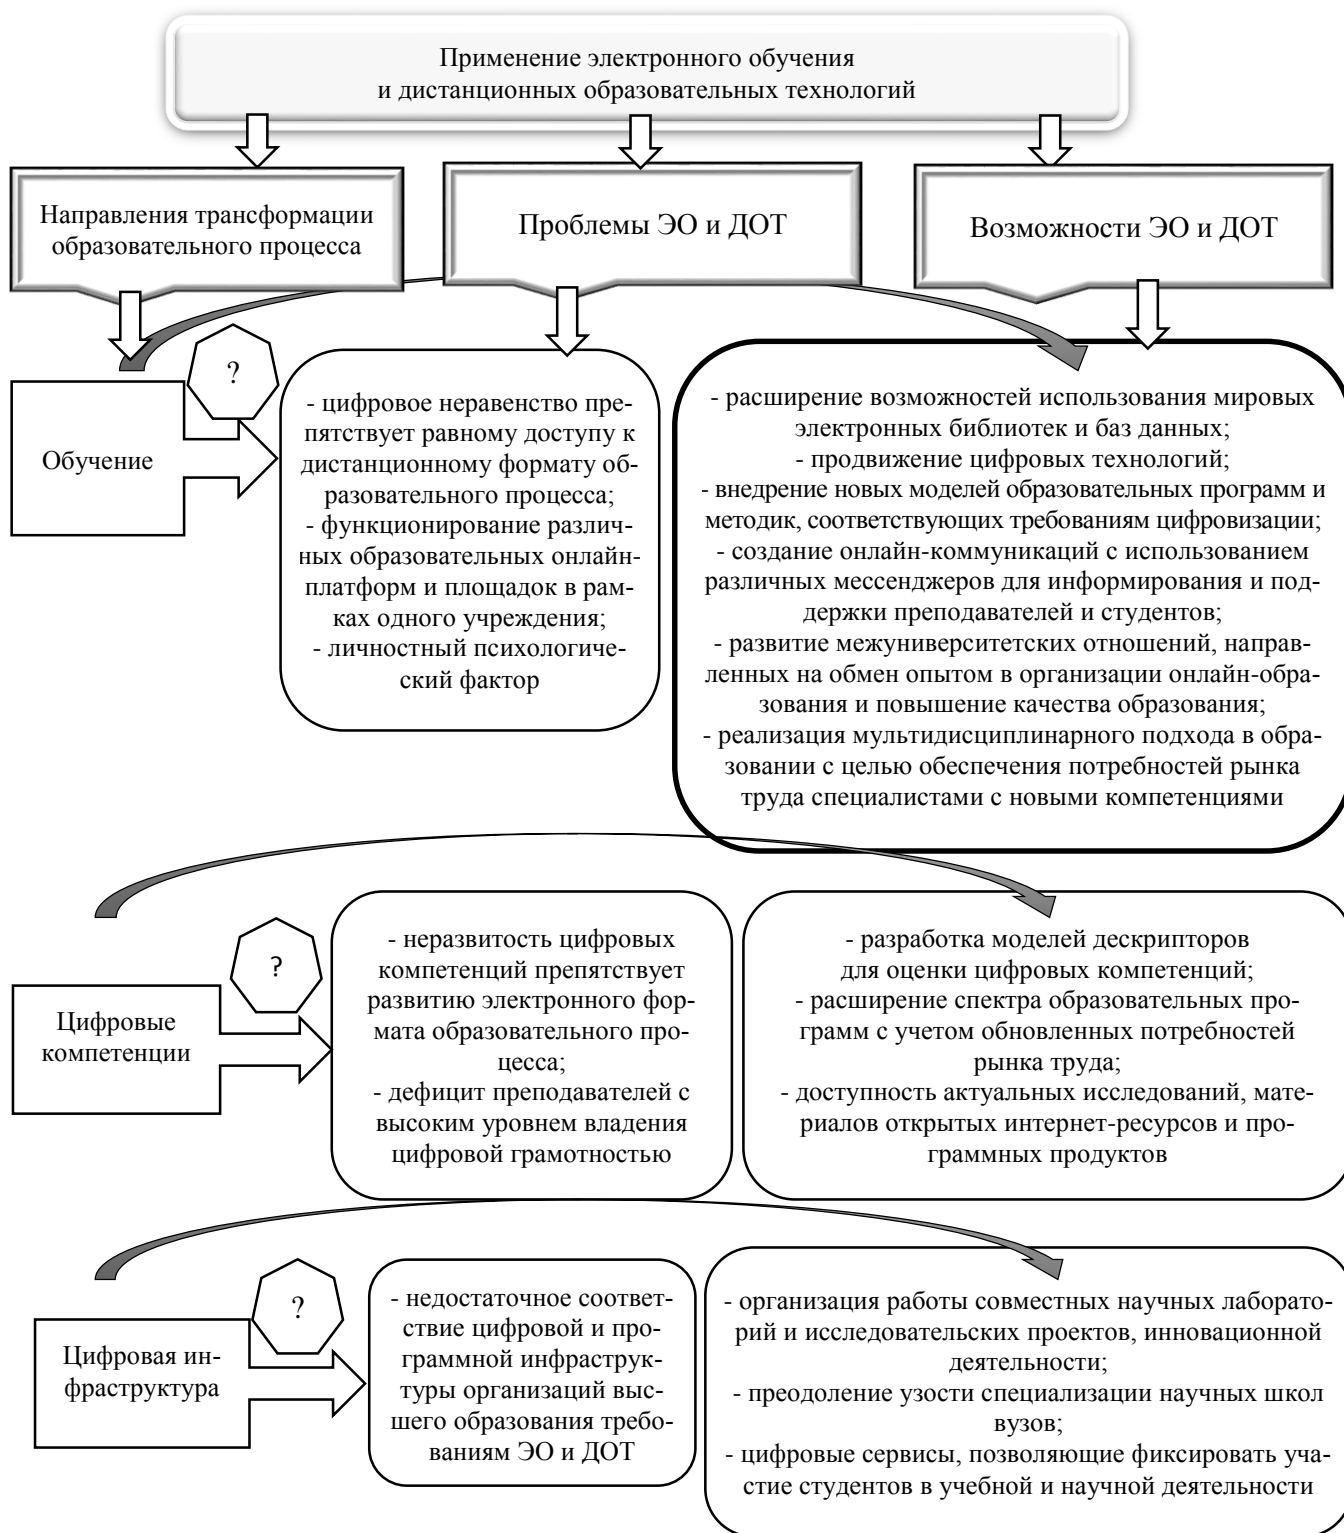 Применение электронного обучения
и дистанционных образовательных технологий
Направления трансформации
образовательного процесса
Проблемы ЭО и ДОТ
Возможности ЭО и ДОТ
Обучение
?
- цифровое неравенство пре-
пятствует равному доступу к
дистанционному формату об-
разовательного процесса;
- функционирование различ-
ных образовательных онлайн-
платформ и площадок в рам-
ках одного учреждения;
- личностный психологиче-
ский фактор
- расширение возможностей использования мировых
электронных библиотек и баз данных;
- продвижение цифровых технологий;
- внедрение новых моделей образовательных программ и
методик, соответствующих требованиям цифровизации;
- создание онлайн-коммуникаций с использованием
различных мессенджеров для информирования и под-
держки преподавателей и студентов;
- развитие межуниверситетских отношений, направ-
ленных на обмен опытом в организации онлайн-обра-
зования и повышение качества образования;
- реализация мультидисциплинарного подхода в обра-
зовании с целью обеспечения потребностей рынка
труда специалистами с новыми компетенциями
Цифровые
компетенции
?
- неразвитость цифровых
компетенций препятствует
развитию электронного фор-
мата образовательного про-
цесса;
- дефицит преподавателей с
высоким уровнем владения
цифровой грамотностью
- разработка моделей дескрипторов
для оценки цифровых компетенций;
- расширение спектра образовательных про-
грамм с учетом обновленных потребностей
рынка труда;
- доступность актуальных исследований, мате-
риалов открытых интернет-ресурсов и про-
граммных продуктов
Цифровая ин-
фраструктура
?
- недостаточное соответ-
ствие цифровой и про-
граммной инфраструк-
туры организаций выс-
шего образования требо-
ваниям ЭО и ДОТ
- организация работы совместных научных лаборато-
рий и исследовательских проектов, инновационной
деятельности;
- преодоление узости специализации научных школ
вузов;
- цифровые сервисы, позволяющие фиксировать уча-
стие студентов в учебной и научной деятельности